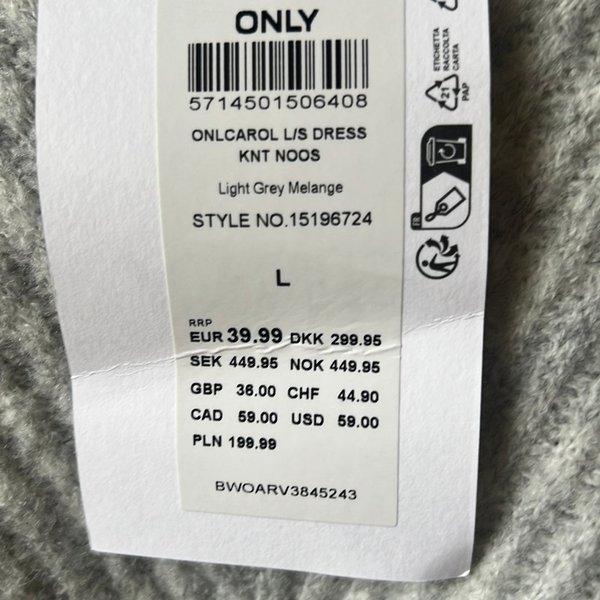 ONLY
5714501506408
ONLCAROL L/S DRESS
KNT NOOS
Light Grey Melange
STYLE NO.15196724
L
RRP
EUR 39.99 DKK 299.95
SEK 449.95 NOK 449.95
GBP 36.00 CHF 44.90
CAD 59.00 USD 59.00
PLN 199.99
BWOARV3845243
ETICHETTA
RACCOLTA
CARTA
21
PAP
FR